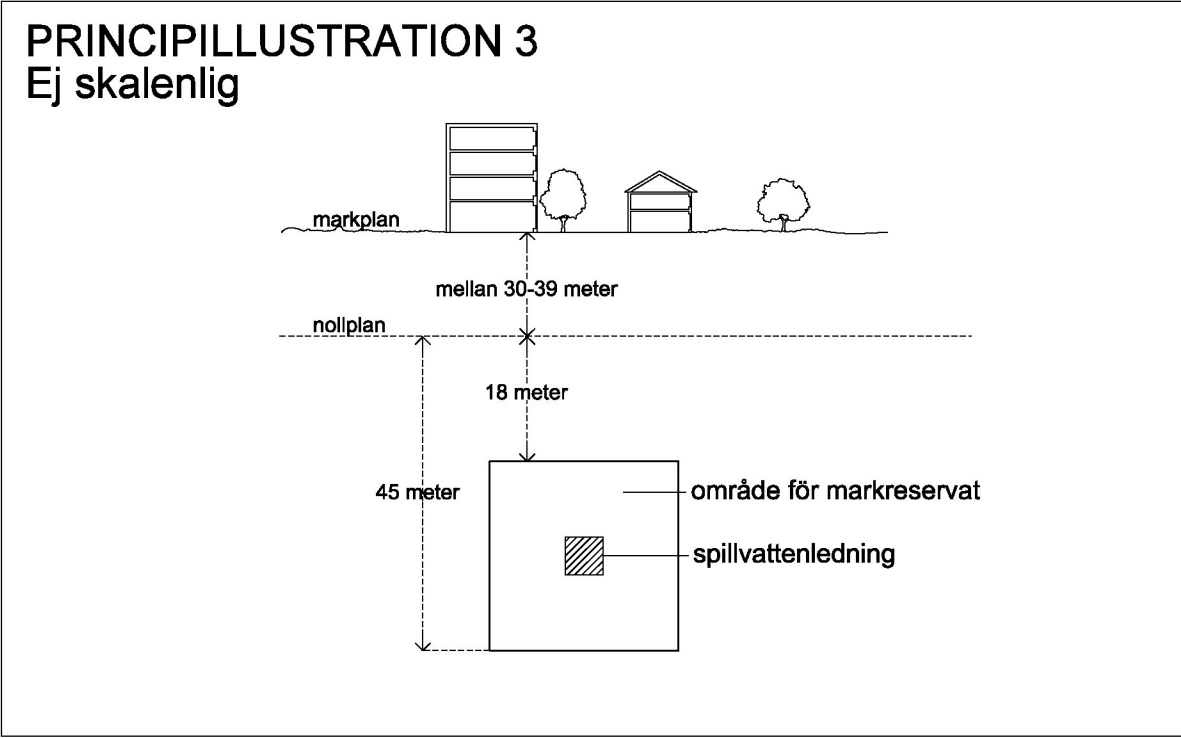 PRINCIPILLUSTRATION 3
Ej skalenlig
markplan
mellan 30-39 meter
nollplan
18 meter
45 meter
område för markreservat
spillvattenledning